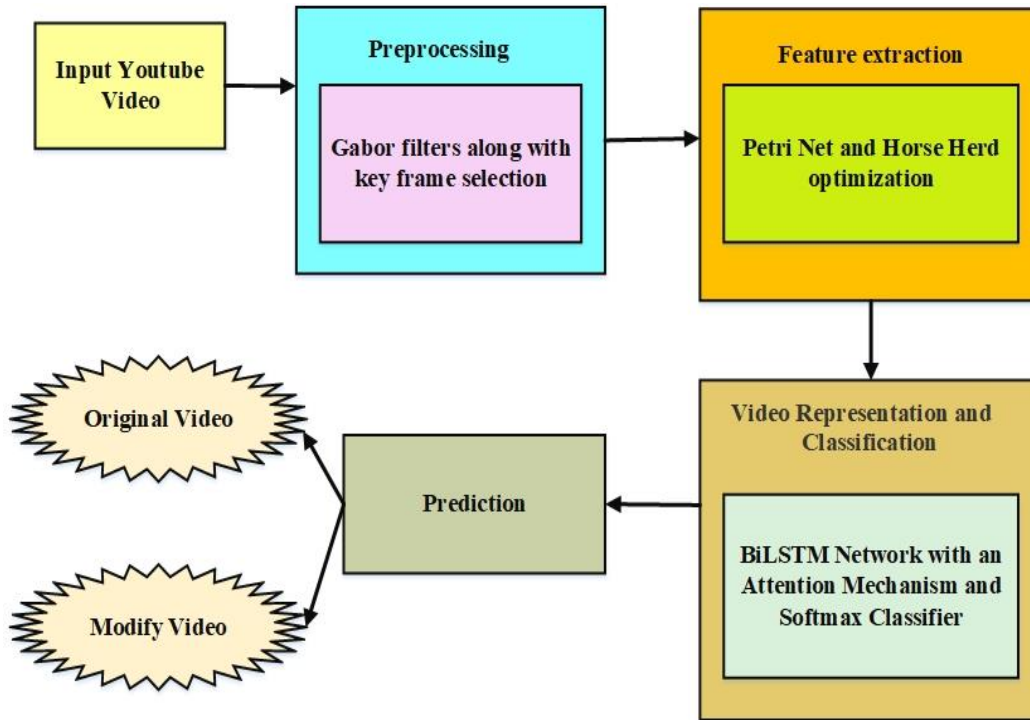 Input Youtube
Video
Preprocessing
Gabor filters along with
key frame selection
Feature extraction
Petri Net and Horse Herd
optimization
Video Representation and
Classification
BiLSTM Network with an
Attention Mechanism and
Softmax Classifier
Prediction
Original Video
Modify Video